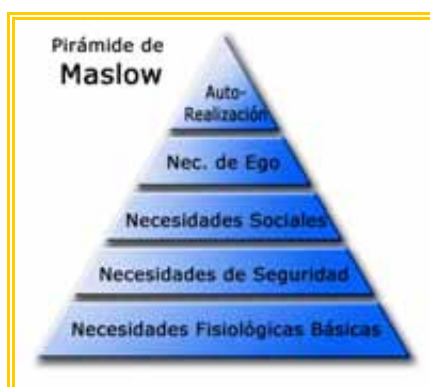 Pirámide de
Maslow
Auto-
Realización
Nec. de Ego
Necesidades Sociales
Necesidades de Seguridad
Necesidades Fisiológicas Básicas